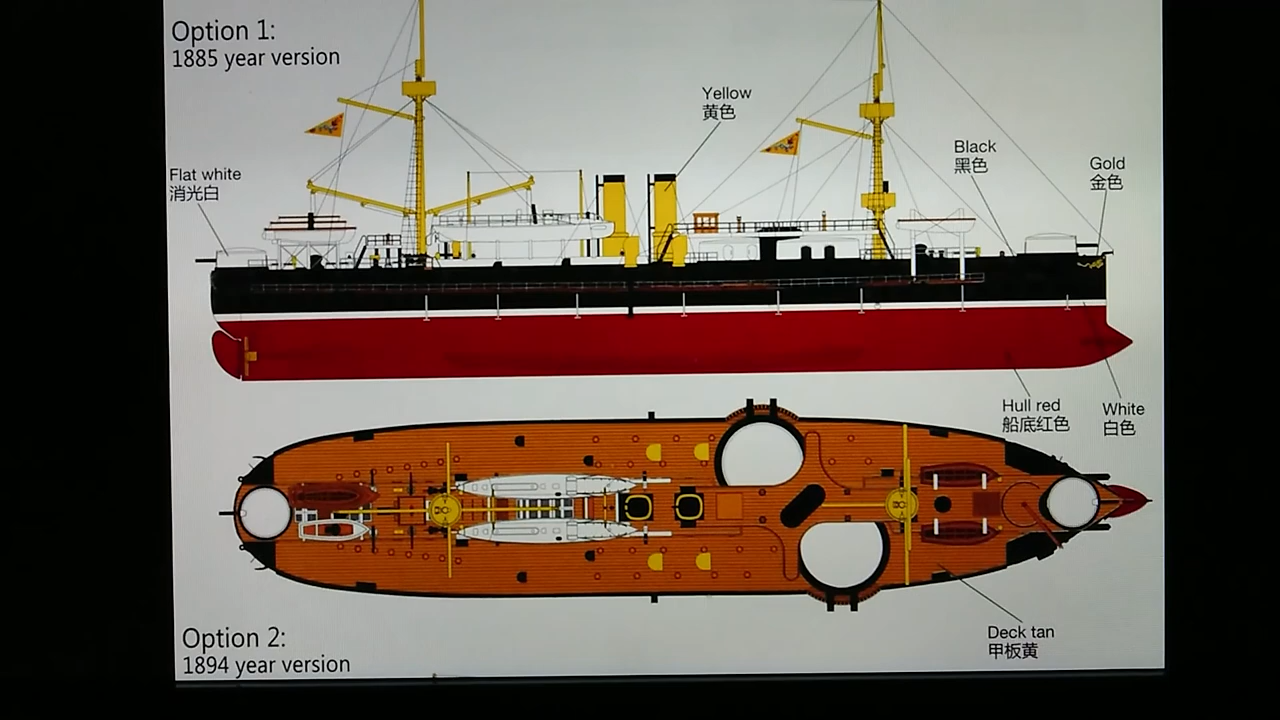 Option 1:
1885 year version
Yellow
黄色
Black
黑色
Gold
金色
Flat white
消光白
Hull red
船底红色
White
白色
Option 2:
1894 year version
Deck tan
甲板黄